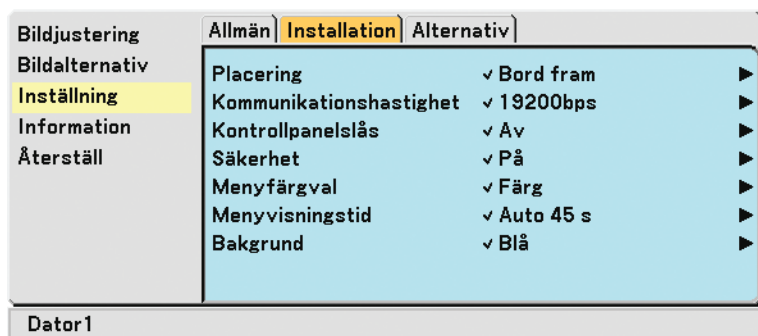 Bildjustering
Bildalternativ
Inställning
Information
Återställ
Allmän Installation Alternativ
Placering ✓ Bord fram ▶
Kommunikationshastighet ✓ 19200bps ▶
Kontrollpanelslås ✓ Av ▶
Säkerhet ✓ På ▶
Menyfärgval ✓ Färg ▶
Menyvisningstid ✓ Auto 45 s ▶
Bakgrund ✓ Blå ▶
Dator1